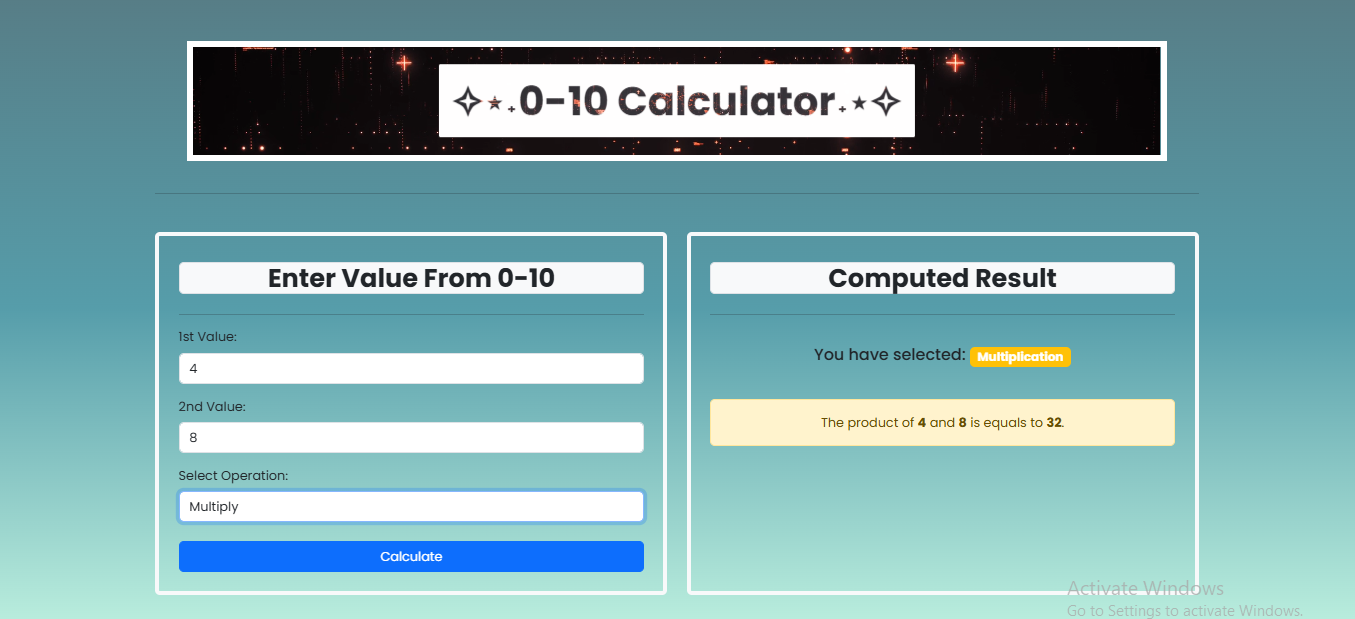 ✧⋆₊0-10 Calculator₊⋆✧
Enter Value From 0-10
1st Value:
4
2nd Value:
8
Select Operation:
Multiply
Calculate
Computed Result
You have selected: Multiplication
The product of 4 and 8 is equals to 32.
Activate Windows
Go to Settings to activate Windows.